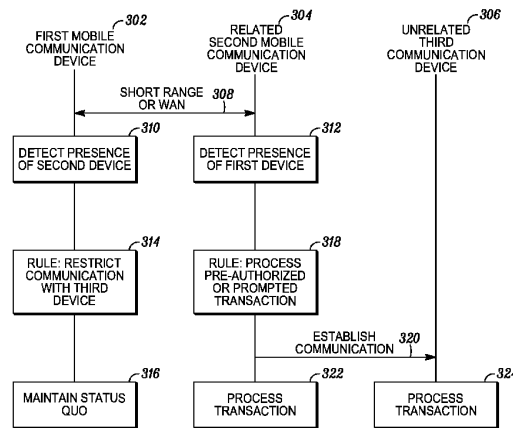 302
FIRST MOBILE
COMMUNICATION
DEVICE
304
RELATED
SECOND MOBILE
COMMUNICATION
DEVICE
306
UNRELATED
THIRD
COMMUNICATION
DEVICE
SHORT RANGE
OR WAN
308
310
DETECT PRESENCE
OF SECOND DEVICE
312
DETECT PRESENCE
OF FIRST DEVICE
314
RULE: RESTRICT
COMMUNICATION
WITH THIRD
DEVICE
318
RULE: PROCESS
PRE-AUTHORIZED
OR PROMPTED
TRANSACTION
ESTABLISH
COMMUNICATION
320
316
MAINTAIN STATUS
QUO
322
PROCESS
TRANSACTION
324
PROCESS
TRANSACTION